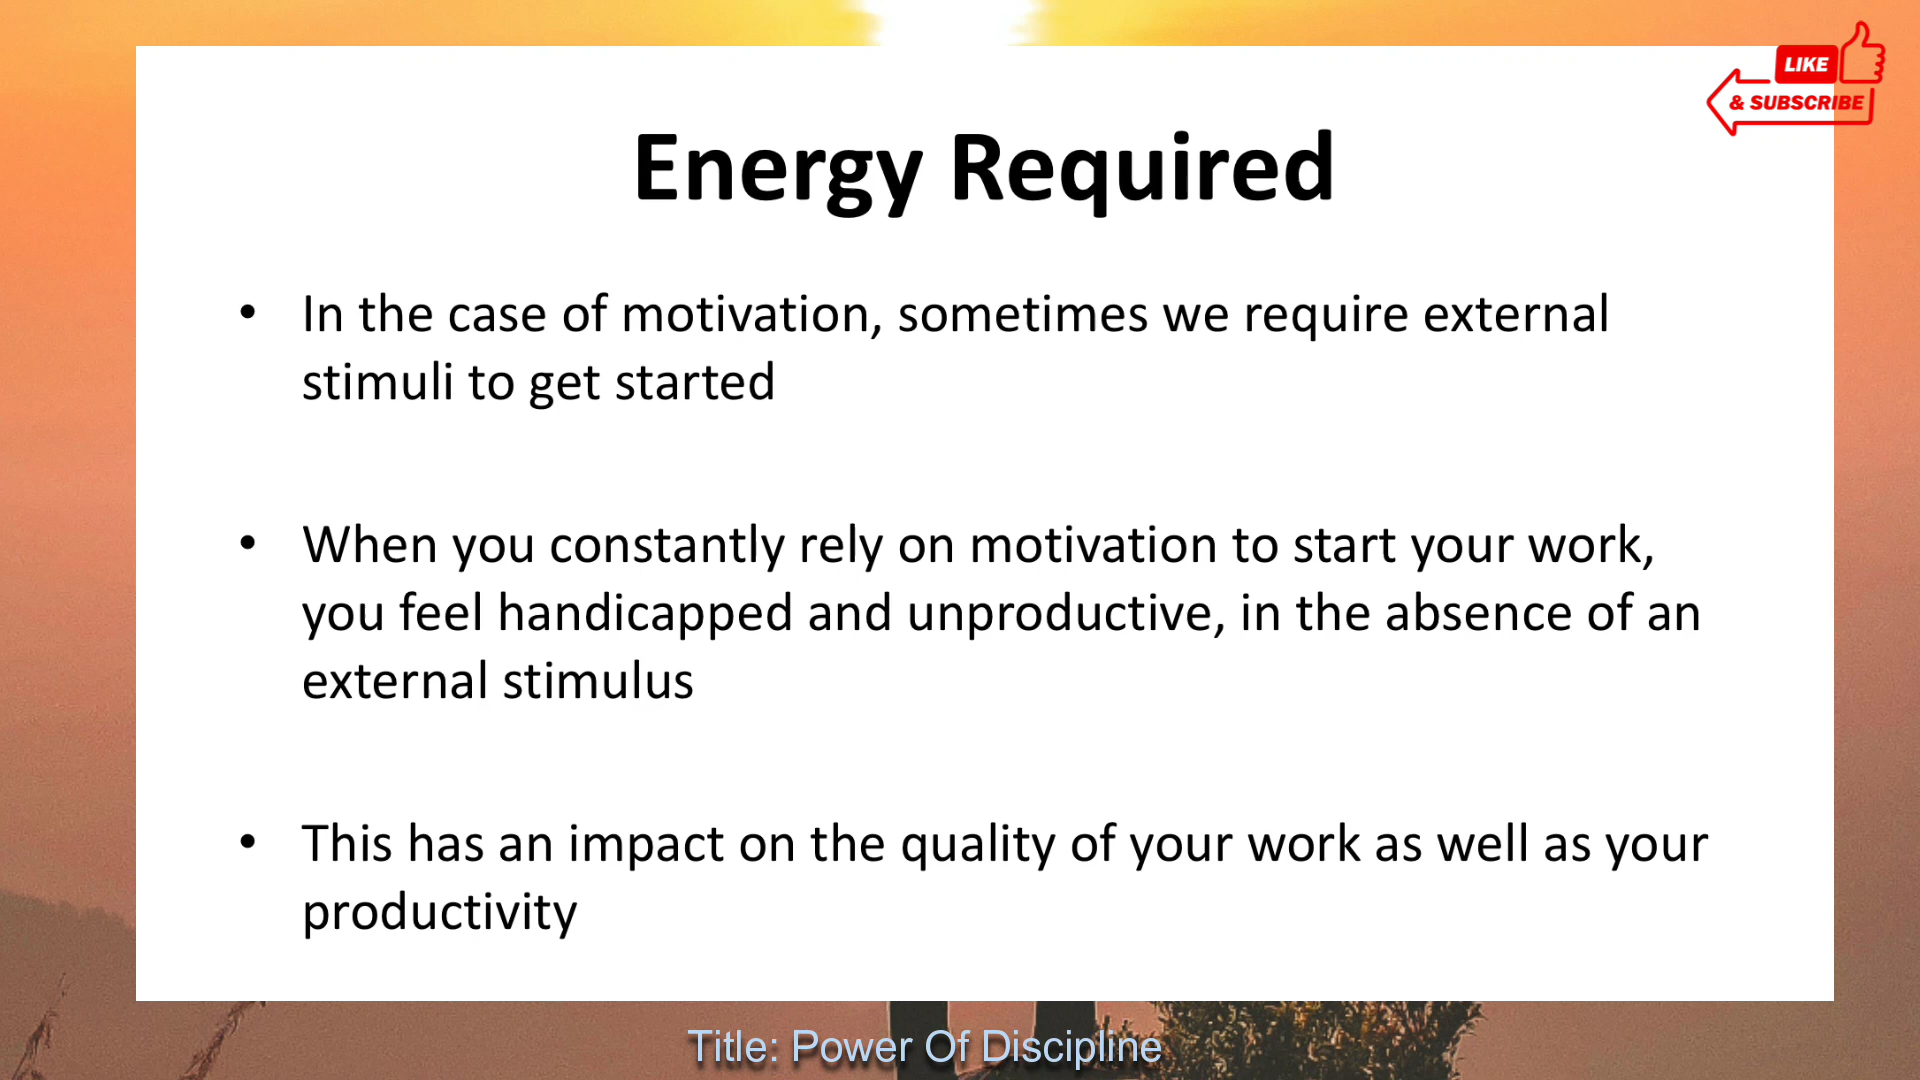 LIKE
& SUBSCRIBE
Energy Required
• In the case of motivation, sometimes we require external
stimuli to get started
• When you constantly rely on motivation to start your work,
you feel handicapped and unproductive, in the absence of an
external stimulus
• This has an impact on the quality of your work as well as your
productivity
Title: Power Of Discipline